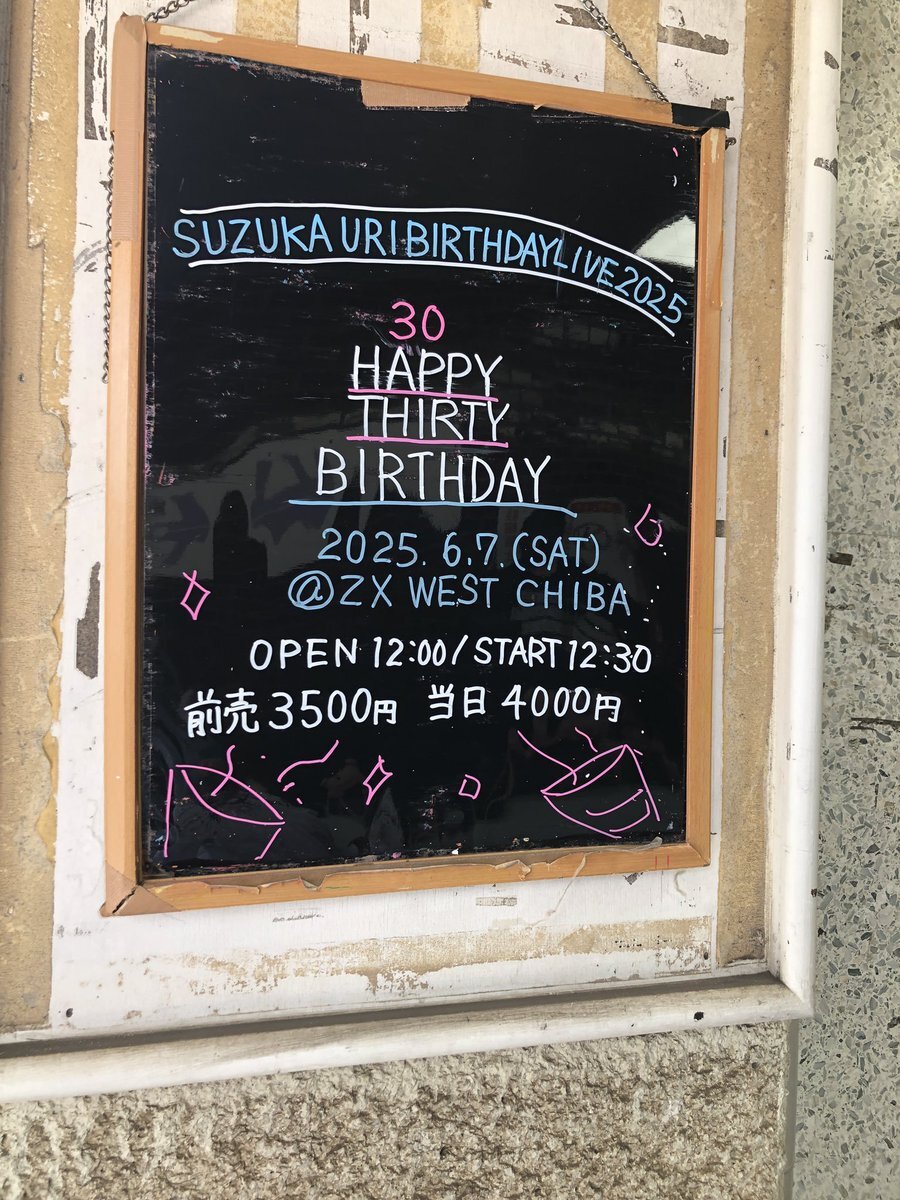 SUZUKA URI BIRTHDAY LIVE 2025
30
HAPPY
THIRTY
BIRTHDAY
2025. 6.7.(SAT)
@ZX WEST CHIBA
OPEN 12:00/START 12:30
前売3500円 当日4000円